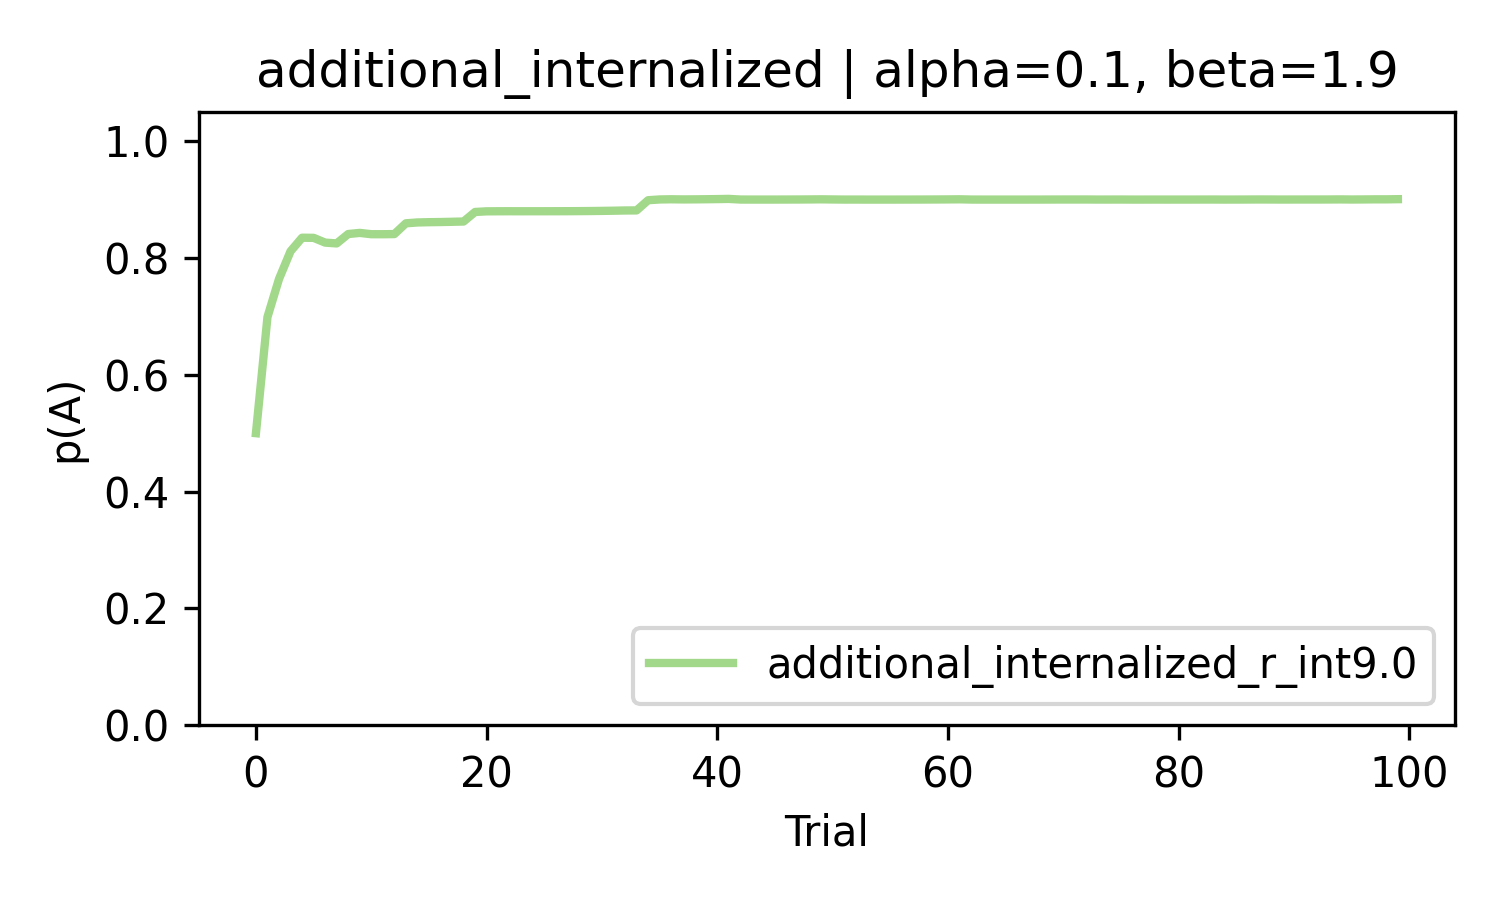 additional_internalized | alpha=0.1, beta=1.9
1.0
0.8
0.6
0.4
0.2
0.0
p(A)
additional_internalized_r_int9.0
0 20 40 60 80 100
Trial